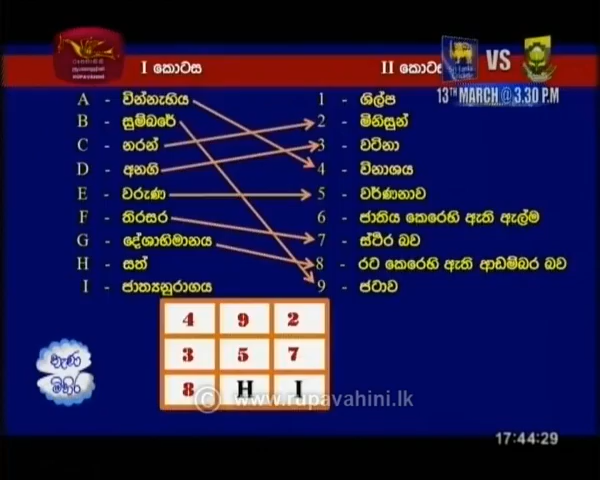 I කොටස II කොටස
VS
13TH MARCH @ 3.30 P.M
A - වින්නැහිය 1 - ශිල්ප
B - සුම්බරේ 2 - මිනිසුන්
C - නරන් 3 - වටිනා
D - අනගි 4 - විනාශය
E - වරුණ 5 - වර්ණනාව
F - තිරසර 6 - ජාතිය කෙරෙහි ඇති ඇල්ම
G - දේශාභිමානය 7 - ස්ථිර බව
H - සත් 8 - රට කෙරෙහි ඇති ආඩම්බර බව
I - ජාත්‍යනුරාගය 9 - ජටාව
4 9 2
3 5 7
8 H I
නැණ
මිහිර
© www.rupavahini.lk
17:44:29